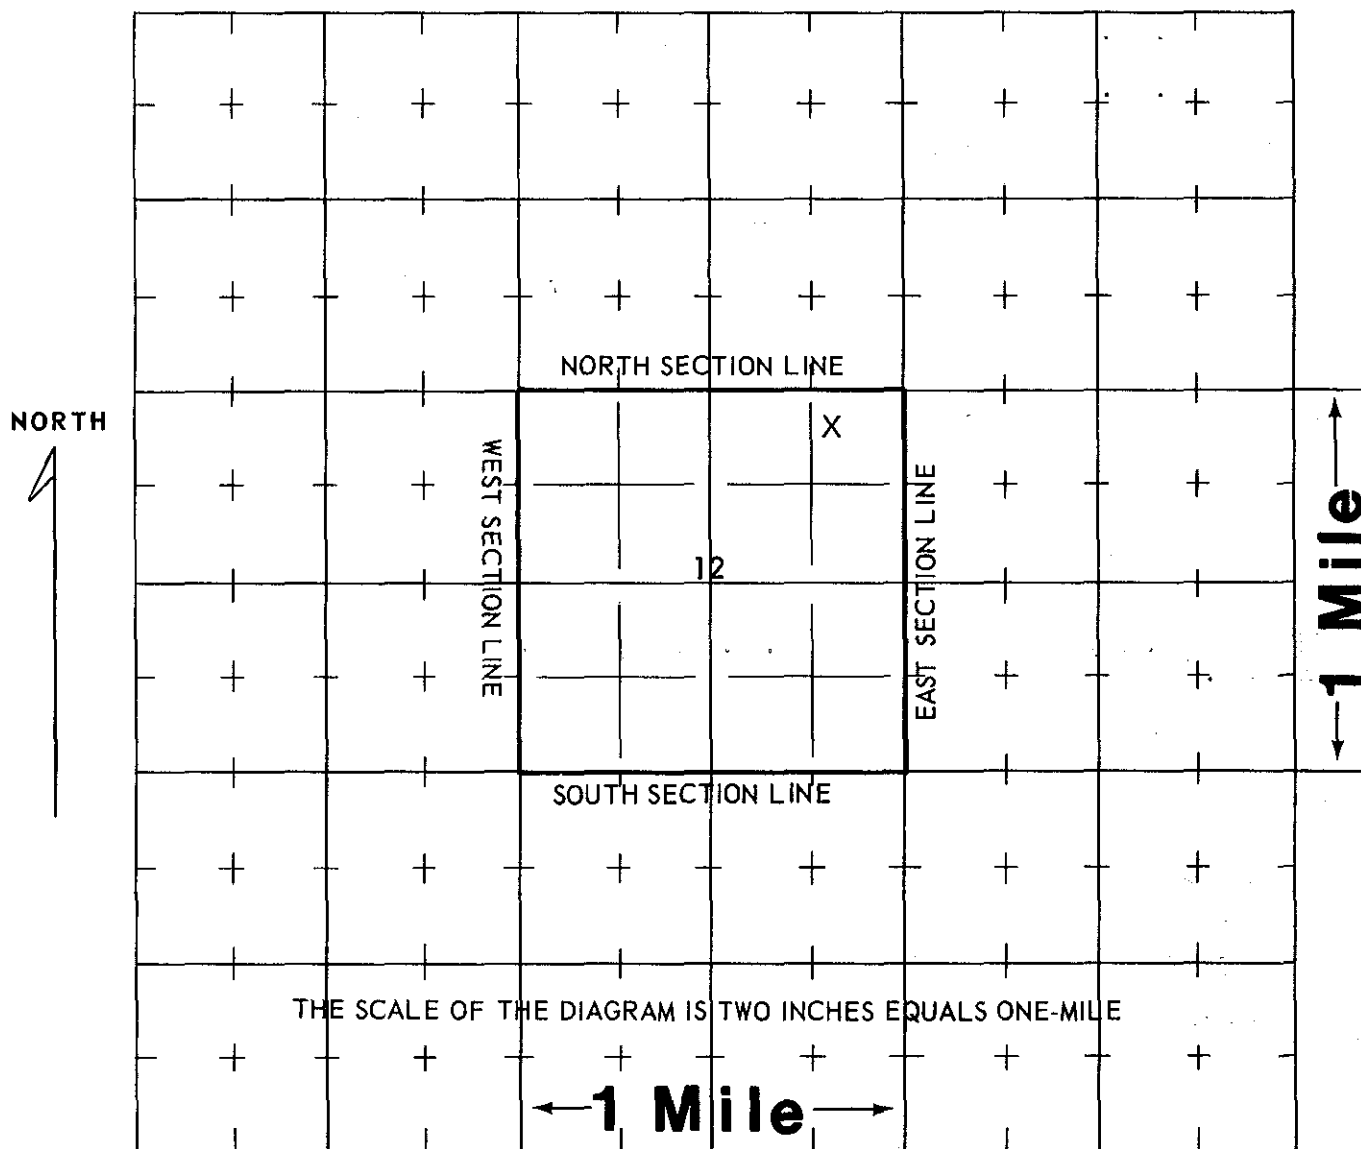 NORTH SECTION LINE
NORTH
X
WEST SECTION LINE
12
EAST SECTION LINE
1 Mile
SOUTH SECTION LINE
THE SCALE OF THE DIAGRAM IS TWO INCHES EQUALS ONE-MILE
1 Mile